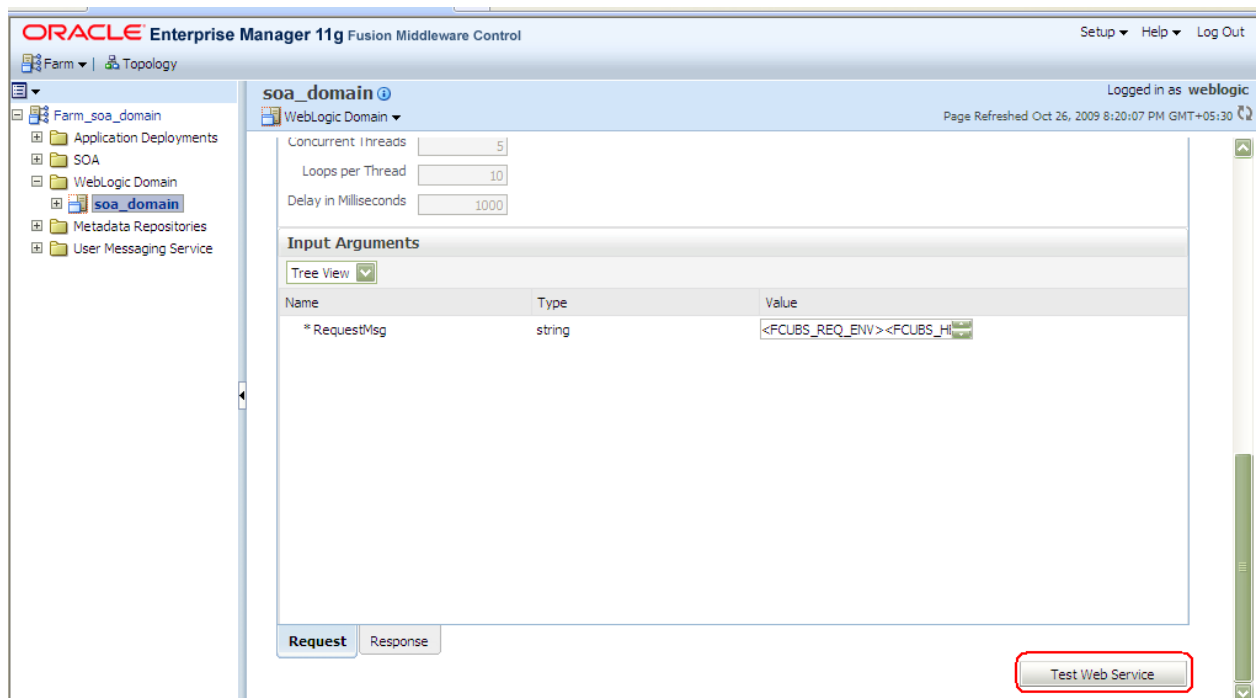 ORACLE Enterprise Manager 11g Fusion Middleware Control
Setup Help Log Out
Farm | Topology
soa_domain
Logged in as weblogic
WebLogic Domain
Page Refreshed Oct 26, 2009 8:20:07 PM GMT+05:30
Farm_soa_domain
Application Deployments
SOA
WebLogic Domain
soa_domain
Metadata Repositories
User Messaging Service
Concurrent Threads 5
Loops per Thread 10
Delay in Milliseconds 1000
Input Arguments
Tree View
Name Type Value
* RequestMsg string <FCUBS_REQ_ENV><FCUBS_H
Request Response
Test Web Service